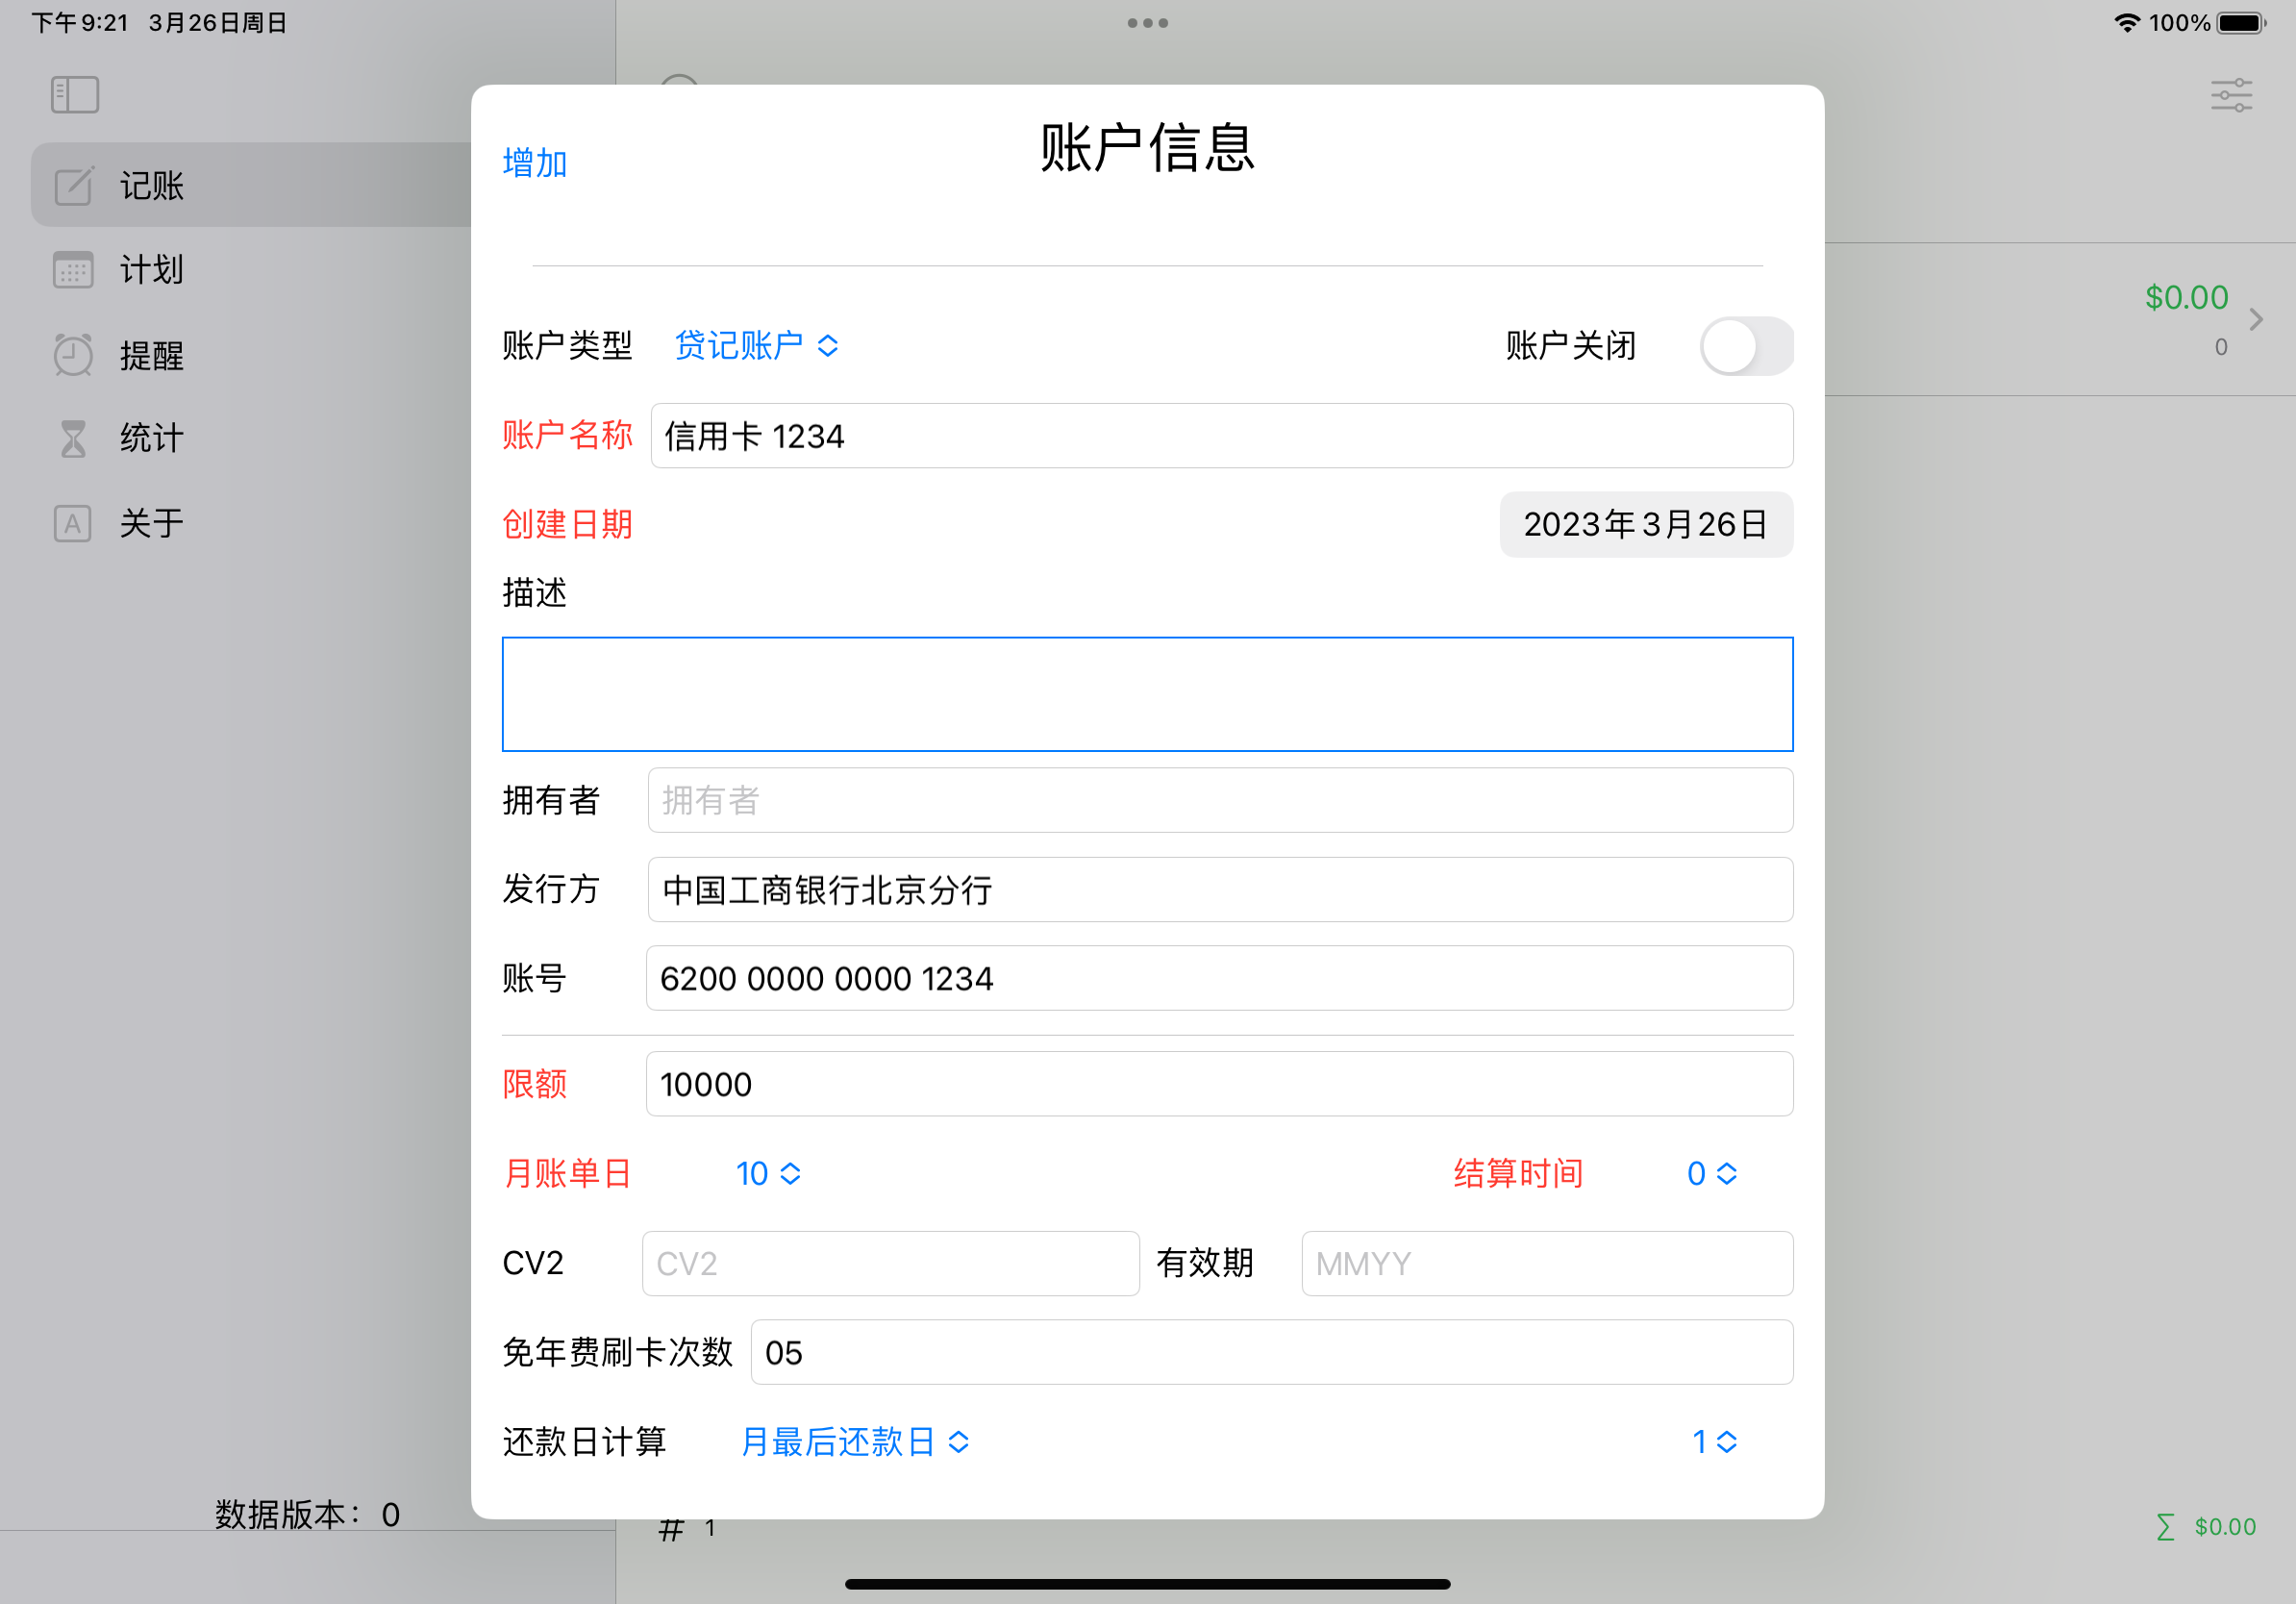 下午9:21 3月26日周日
100%
记账
计划
提醒
统计
关于
数据版本: 0
增加
账户信息
账户类型 贷记账户 账户关闭
账户名称 信用卡 1234
创建日期 2023年3月26日
描述
拥有者 拥有者
发行方 中国工商银行北京分行
账号 6200 0000 0000 1234
限额 10000
月账单日 10 结算时间 0
CV2 CV2 有效期 MMYY
免年费刷卡次数 05
还款日计算 月最后还款日 1
$0.00
0
# 1
∑ $0.00